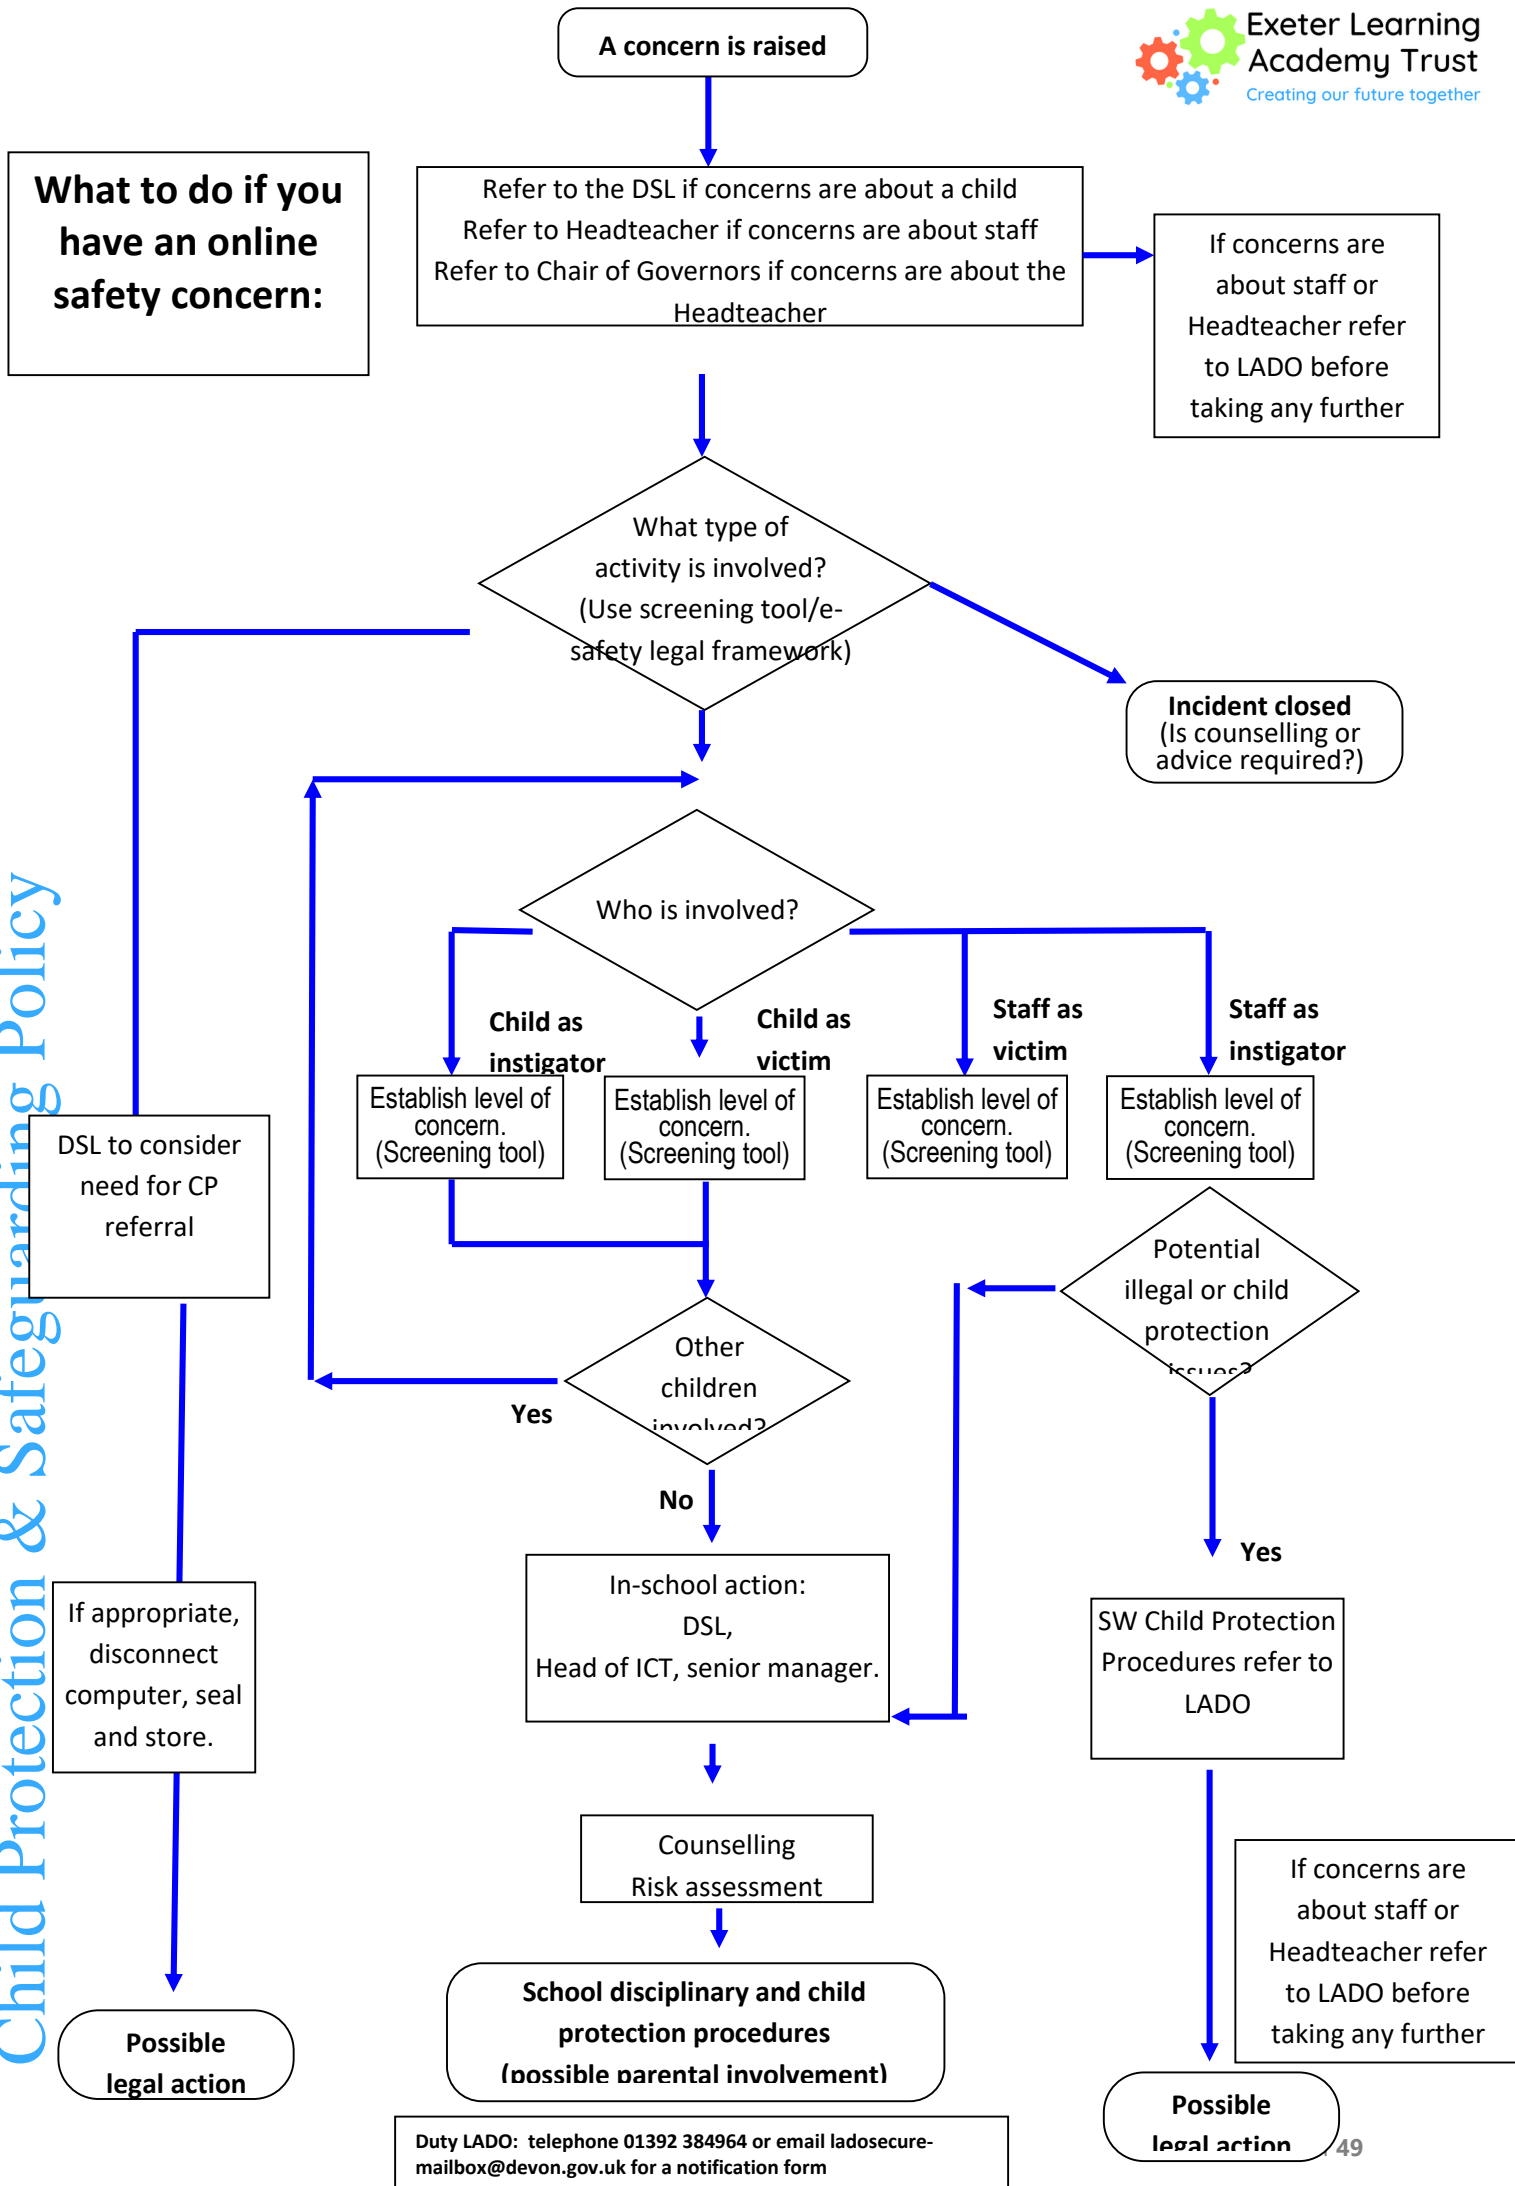 A concern is raised
Exeter Learning
Academy Trust
Creating our future together
What to do if you
have an online
safety concern:
Refer to the DSL if concerns are about a child
Refer to Headteacher if concerns are about staff
Refer to Chair of Governors if concerns are about the
Headteacher
If concerns are
about staff or
Headteacher refer
to LADO before
taking any further
What type of
activity is involved?
(Use screening tool/e-
safety legal framework)
Incident closed
(Is counselling or
advice required?)
Who is involved?
Child as
instigator
Child as
victim
Staff as
victim
Staff as
instigator
Establish level of
concern.
(Screening tool)
Establish level of
concern.
(Screening tool)
Establish level of
concern.
(Screening tool)
Establish level of
concern.
(Screening tool)
DSL to consider
need for CP
referral
Potential
illegal or child
protection
issues?
Other
children
involved?
Yes
No
Yes
In-school action:
DSL,
Head of ICT, senior manager.
If appropriate,
disconnect
computer, seal
and store.
SW Child Protection
Procedures refer to
LADO
Counselling
Risk assessment
If concerns are
about staff or
Headteacher refer
to LADO before
taking any further
School disciplinary and child
protection procedures
(possible parental involvement)
Possible
legal action
Possible
legal action
Duty LADO: telephone 01392 384964 or email ladosecure-
mailbox@devon.gov.uk for a notification form
49
Child Protection & Safeguarding Policy